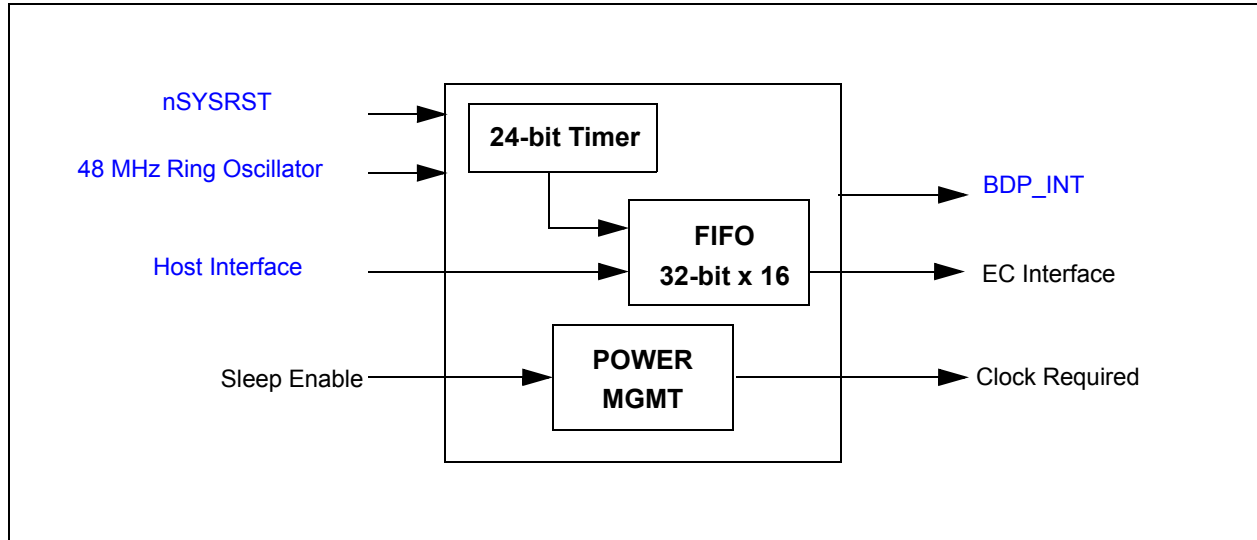 nSYSRST
24-bit Timer
48 MHz Ring Oscillator
BDP_INT
FIFO
32-bit x 16
Host Interface
EC Interface
POWER
MGMT
Sleep Enable
Clock Required